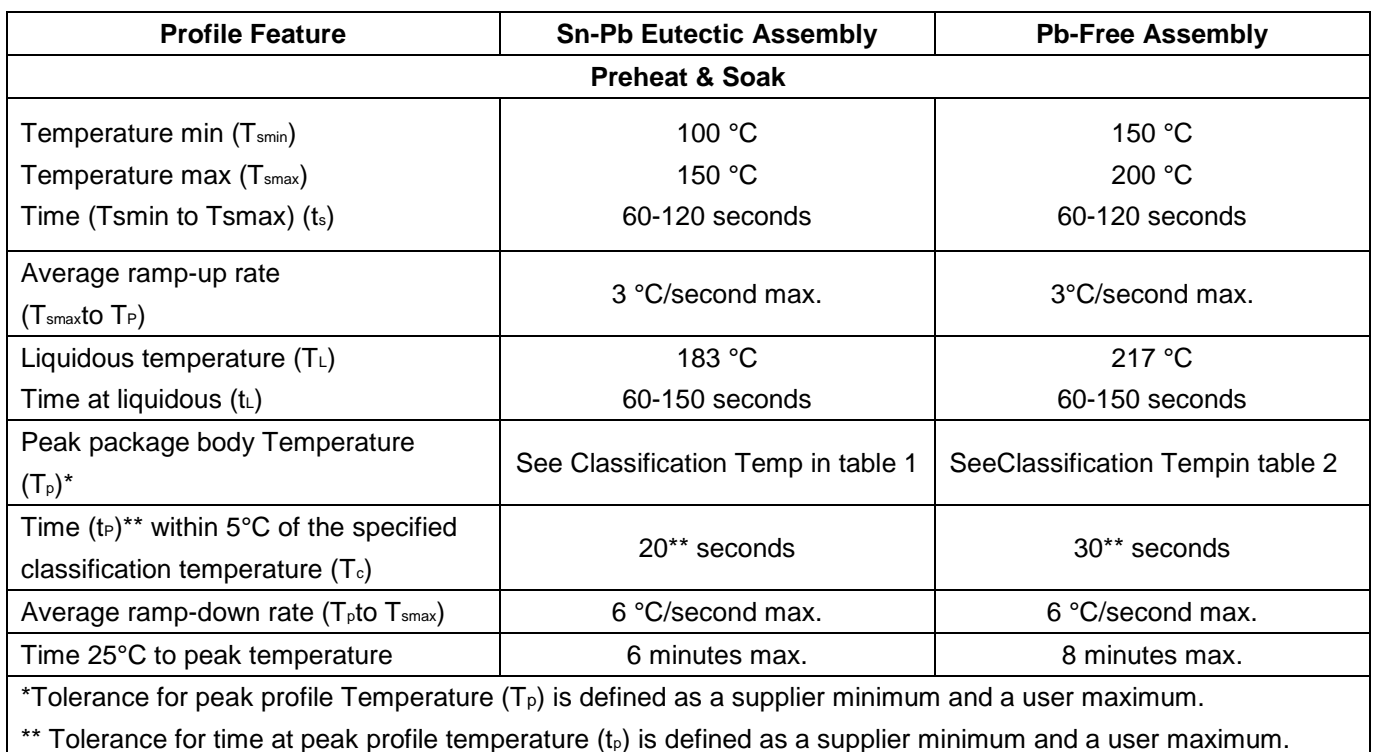 Profile Feature Sn-Pb Eutectic Assembly Pb-Free Assembly
Preheat & Soak
Temperature min (Tsmin) 100 °C 150 °C
Temperature max (Tsmax) 150 °C 200 °C
Time (Tsmin to Tsmax) (ts) 60-120 seconds 60-120 seconds
Average ramp-up rate
(Tsmaxto TP) 3 °C/second max. 3°C/second max.
Liquidous temperature (TL) 183 °C 217 °C
Time at liquidous (tL) 60-150 seconds 60-150 seconds
Peak package body Temperature
(Tp)* See Classification Temp in table 1 SeeClassification Tempin table 2
Time (tP)** within 5°C of the specified
classification temperature (Tc) 20** seconds 30** seconds
Average ramp-down rate (Tpto Tsmax) 6 °C/second max. 6 °C/second max.
Time 25°C to peak temperature 6 minutes max. 8 minutes max.
*Tolerance for peak profile Temperature (Tp) is defined as a supplier minimum and a user maximum.
** Tolerance for time at peak profile temperature (tp) is defined as a supplier minimum and a user maximum.